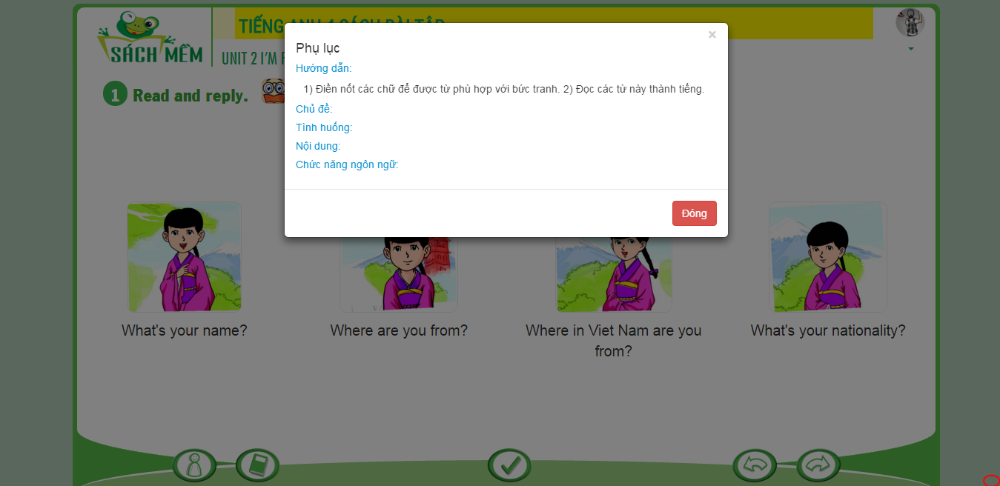 SÁCH MỀM
TIẾNG ANH 4 SÁCH BÀI TẬP
UNIT 2 I'M
1 Read and reply.
×
Phụ lục
Hướng dẫn:
1) Điền nốt các chữ để được từ phù hợp với bức tranh. 2) Đọc các từ này thành tiếng.
Chủ đề:
Tình huống:
Nội dung:
Chức năng ngôn ngữ:
Đóng
What's your name?
Where are you from?
Where in Viet Nam are you
from?
What's your nationality?